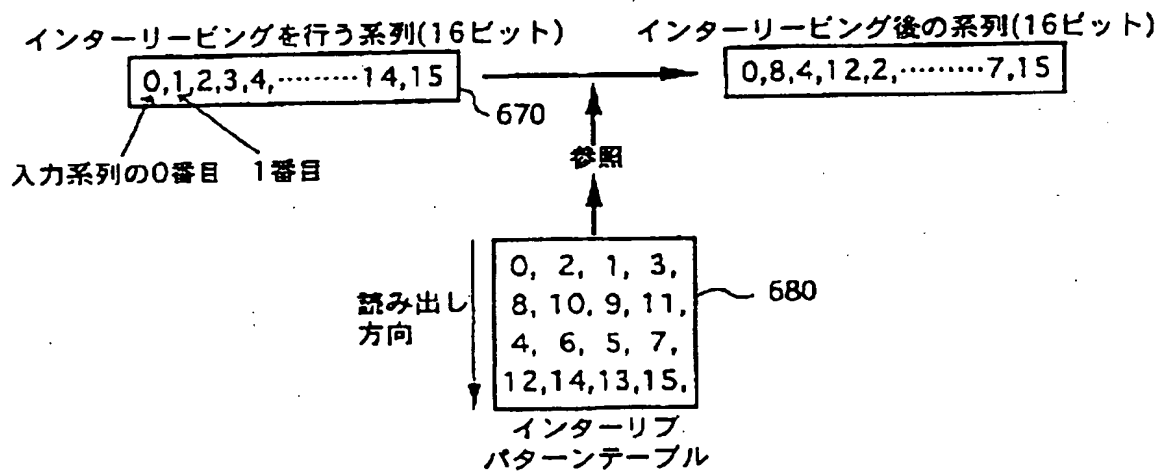 インターリービングを行う系列(16ビット)
インターリービング後の系列(16ビット)
0,1,2,3,4,·········14,15
0,8,4,12,2,·········7,15
670
入力系列の0番目 1番目
参照
0, 2, 1, 3,
8, 10, 9, 11,
4, 6, 5, 7,
12,14,13,15,
680
読み出し
方向
インターリブ
パターンテーブル